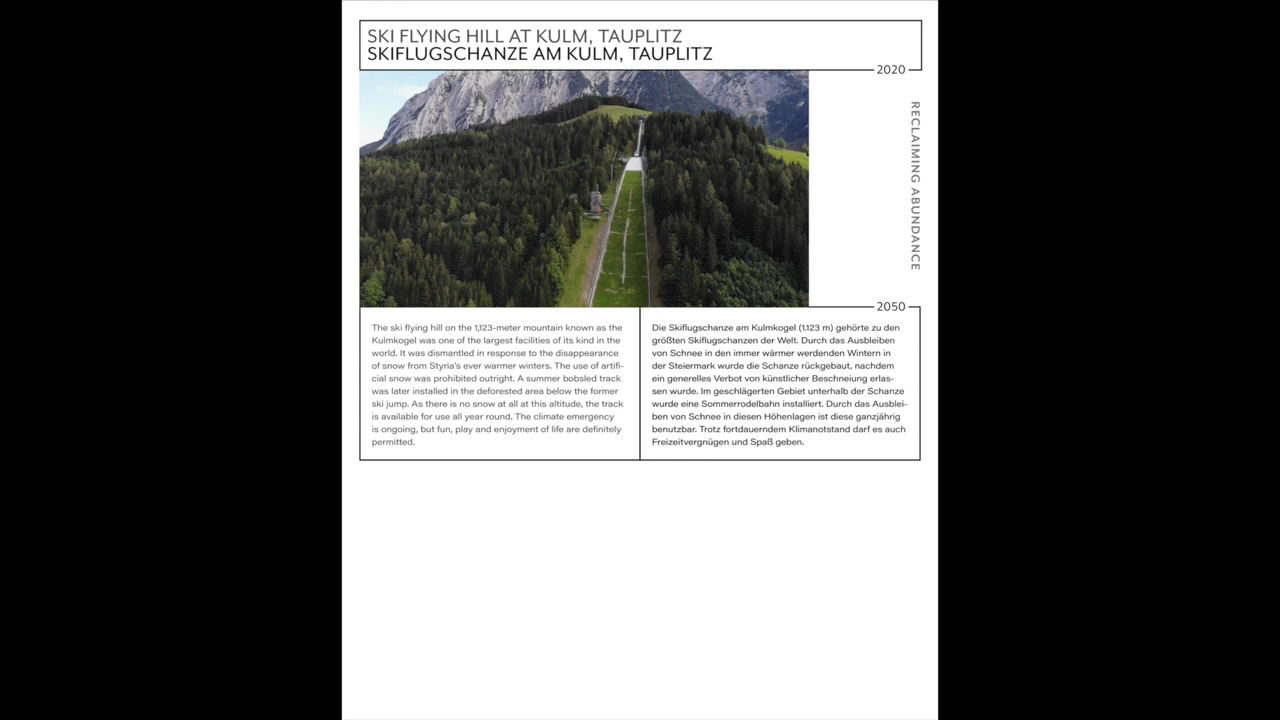 SKI FLYING HILL AT KULM, TAUPLITZ
SKIFLUGSCHANZE AM KULM, TAUPLITZ
2020
RECLAIMING ABUNDANCE
2050
The ski flying hill on the 1,123-meter mountain known as the
Kulmkogel was one of the largest facilities of its kind in the
world. It was dismantled in response to the disappearance
of snow from Styria's ever warmer winters. The use of artifi-
cial snow was prohibited outright. A summer bobsled track
was later installed in the deforested area below the former
ski jump. As there is no snow at all at this altitude, the track
is available for use all year round. The climate emergency
is ongoing, but fun, play and enjoyment of life are definitely
permitted.
Die Skiflugschanze am Kulmkogel (1.123 m) gehörte zu den
größten Skiflugschanzen der Welt. Durch das Ausbleiben
von Schnee in den immer wärmer werdenden Wintern in
der Steiermark wurde die Schanze rückgebaut, nachdem
ein generelles Verbot von künstlicher Beschneiung erlas-
sen wurde. Im geschlägerten Gebiet unterhalb der Schanze
wurde eine Sommerrodelbahn installiert. Durch das Ausblei-
ben von Schnee in diesen Höhenlagen ist diese ganzjährig
benutzbar. Trotz fortdauerndem Klimanotstand darf es auch
Freizeitvergnügen und Spaß geben.